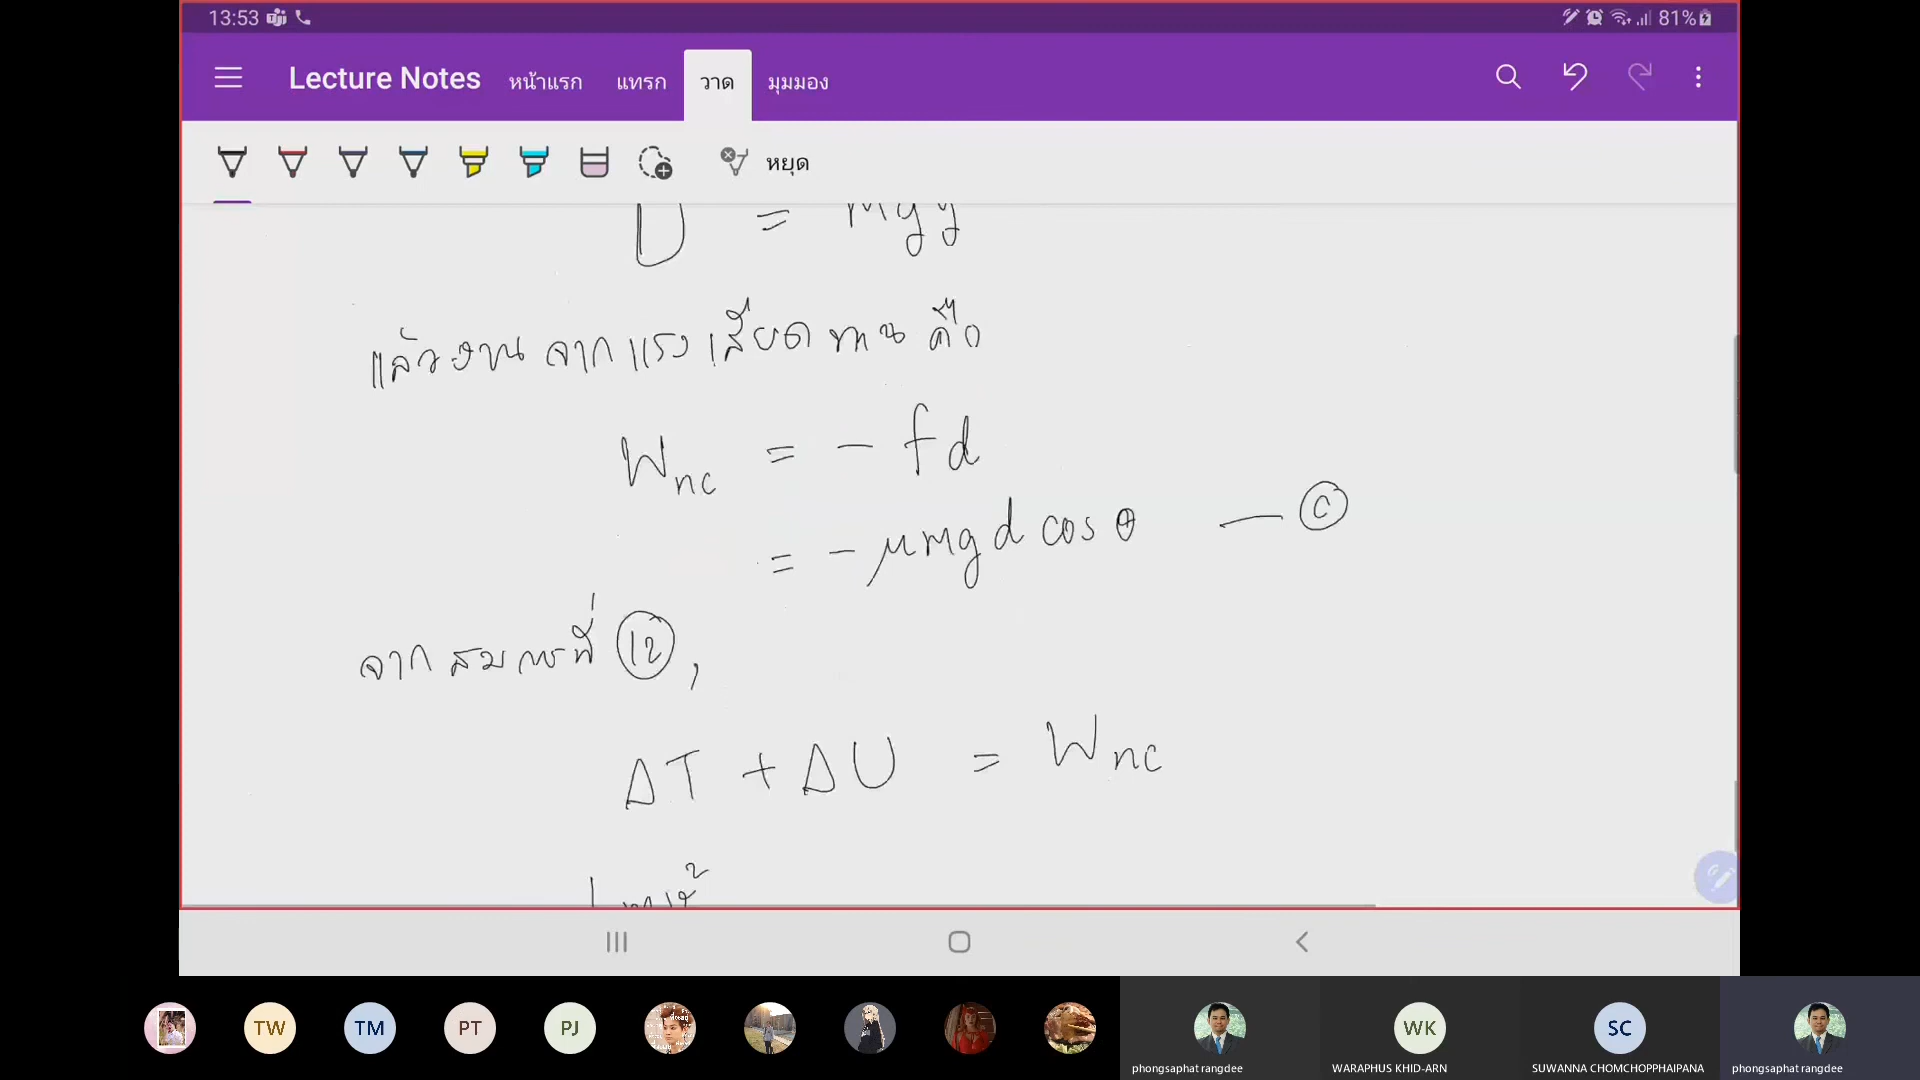 13:53
81%
Lecture Notes หน้าแรก แทรก วาด มุมมอง
หยุด
U = mgy
แล้วงานจากแรงเสียดทานคือ
Wnc = - fd
= - μmgd cos θ — Ⓒ
จากสมการที่ ⑫,
ΔT + ΔU = Wnc
TW TM PT PJ WK SC
phongsaphat rangdee WARAPHUS KHID-ARN SUWANNA CHOMCHOPPHAIPANA phongsaphat rangdee